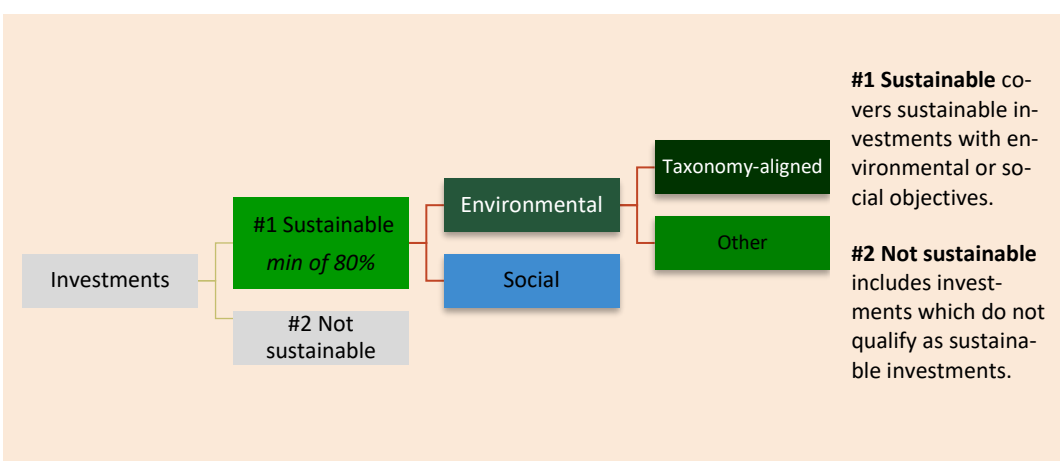 Investments
#1 Sustainable
min of 80%
#2 Not
sustainable
Environmental
Social
Taxonomy-aligned
Other
#1 Sustainable co-
vers sustainable in-
vestments with en-
vironmental or so-
cial objectives.
#2 Not sustainable
includes invest-
ments which do not
qualify as sustaina-
ble investments.